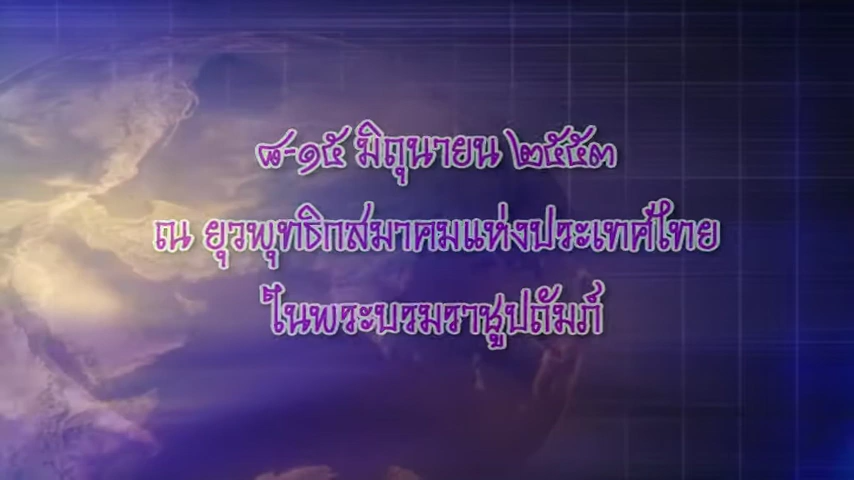 ๘-๑๕ มิถุนายน ๒๕๕๓
ณ ยุวพุทธิกสมาคมแห่งประเทศไทย
ในพระบรมราชูปถัมภ์